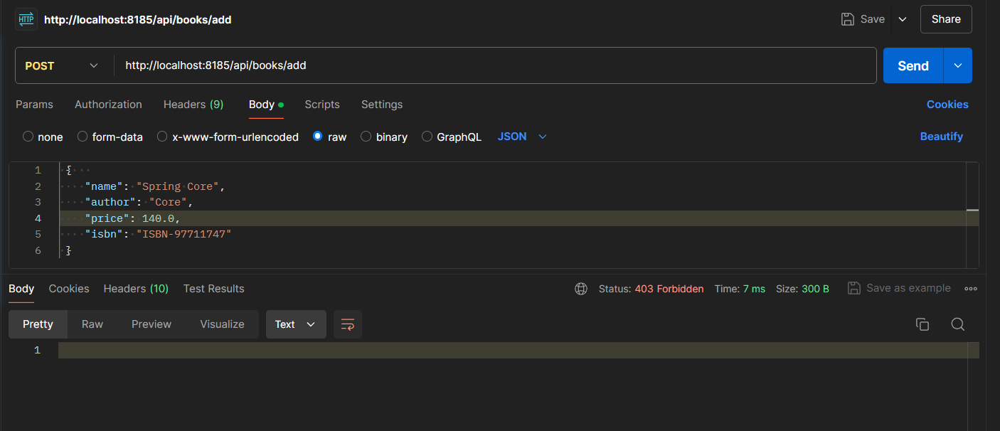 HTTP http://localhost:8185/api/books/add Save Share
POST http://localhost:8185/api/books/add Send
Params Authorization Headers (9) Body Scripts Settings Cookies
none form-data x-www-form-urlencoded raw binary GraphQL JSON Beautify
1 {
2 "name": "Spring Core",
3 "author": "Core",
4 "price": 140.0,
5 "isbn": "ISBN-97711747"
6 }
Body Cookies Headers (10) Test Results Status: 403 Forbidden Time: 7 ms Size: 300 B Save as example
Pretty Raw Preview Visualize Text
1